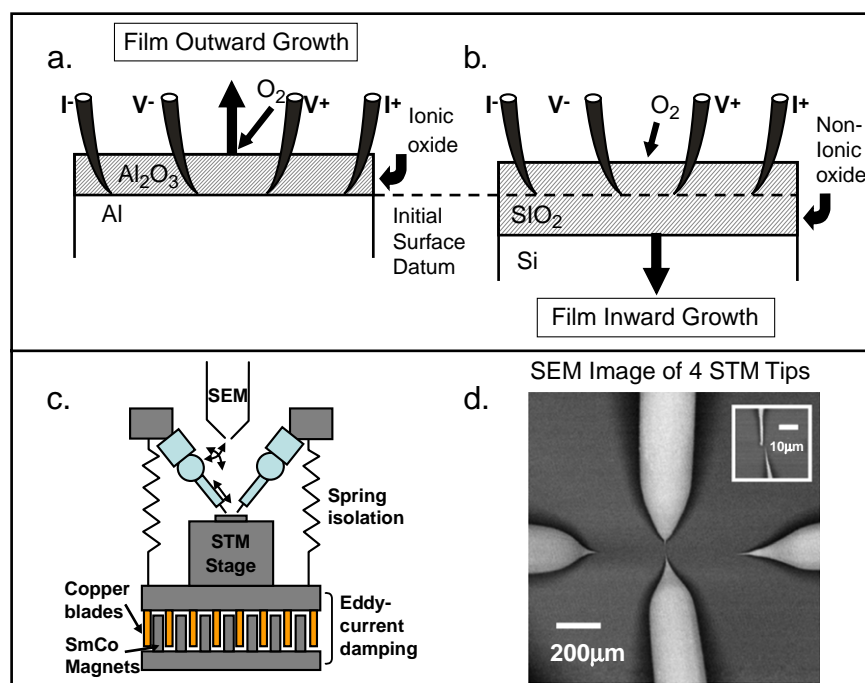 a.
Film Outward Growth
b.
I- V- O2 V+ I+
Ionic
oxide
Al2O3
Al
Initial
Surface
Datum
I- V- O2 V+ I+
Non-
Ionic
oxide
SIO2
Si
Film Inward Growth
c.
SEM
Spring
isolation
STM
Stage
Copper
blades
SmCo
Magnets
Eddy-
current
damping
SEM Image of 4 STM Tips
d.
10μm
200μm